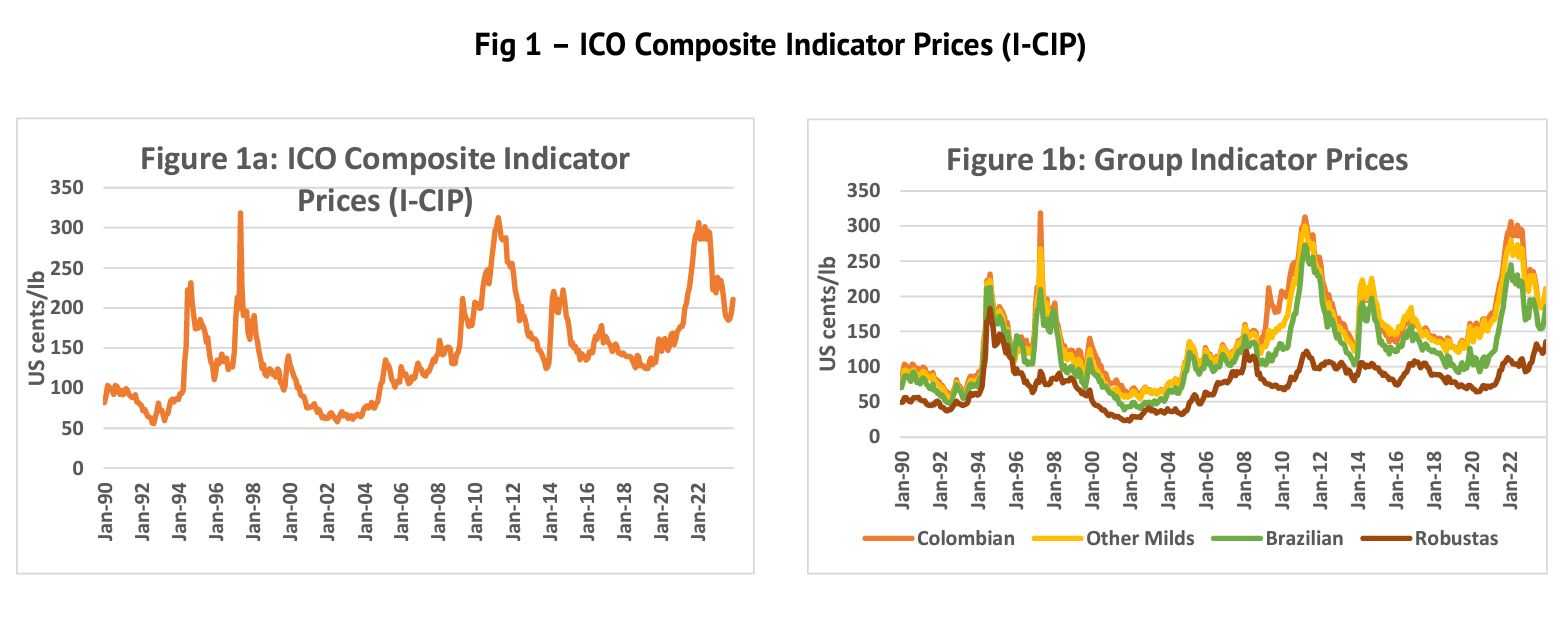 Fig 1 – ICO Composite Indicator Prices (I-CIP)
Figure 1a: ICO Composite Indicator
Prices (I-CIP)
350
300
250
200
150
100
50
0
US cents/lb
Jan-90
Jan-92
Jan-94
Jan-96
Jan-98
Jan-00
Jan-02
Jan-04
Jan-06
Jan-08
Jan-10
Jan-12
Jan-14
Jan-16
Jan-18
Jan-20
Jan-22
Figure 1b: Group Indicator Prices
350
300
250
200
150
100
50
0
US cents/lb
Jan-90
Jan-92
Jan-94
Jan-96
Jan-98
Jan-00
Jan-02
Jan-04
Jan-06
Jan-08
Jan-10
Jan-12
Jan-14
Jan-16
Jan-18
Jan-20
Jan-22
Colombian Other Milds Brazilian Robustas